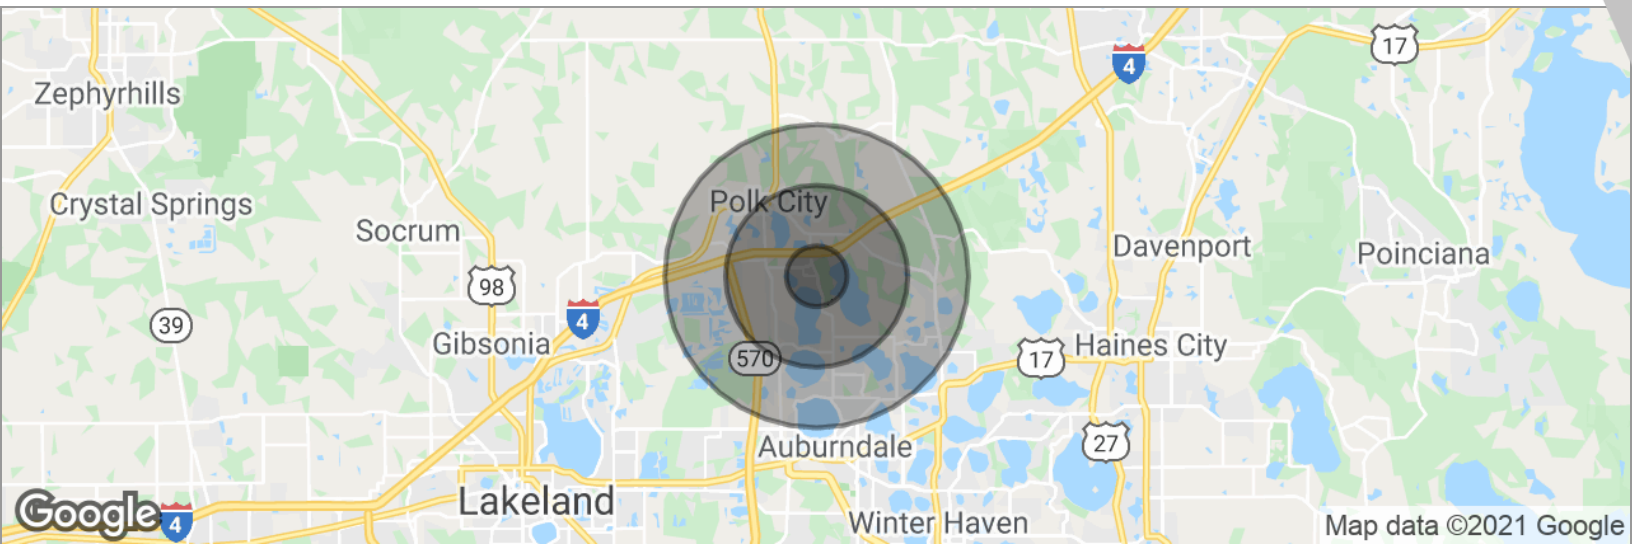 17
4
Zephyrhills
Crystal Springs
Polk City
Socrum
Davenport
Poinciana
98
39
4
Gibsonia
570
17
Haines City
27
Auburndale
Lakeland
Google
4
Winter Haven
Map data ©2021 Google